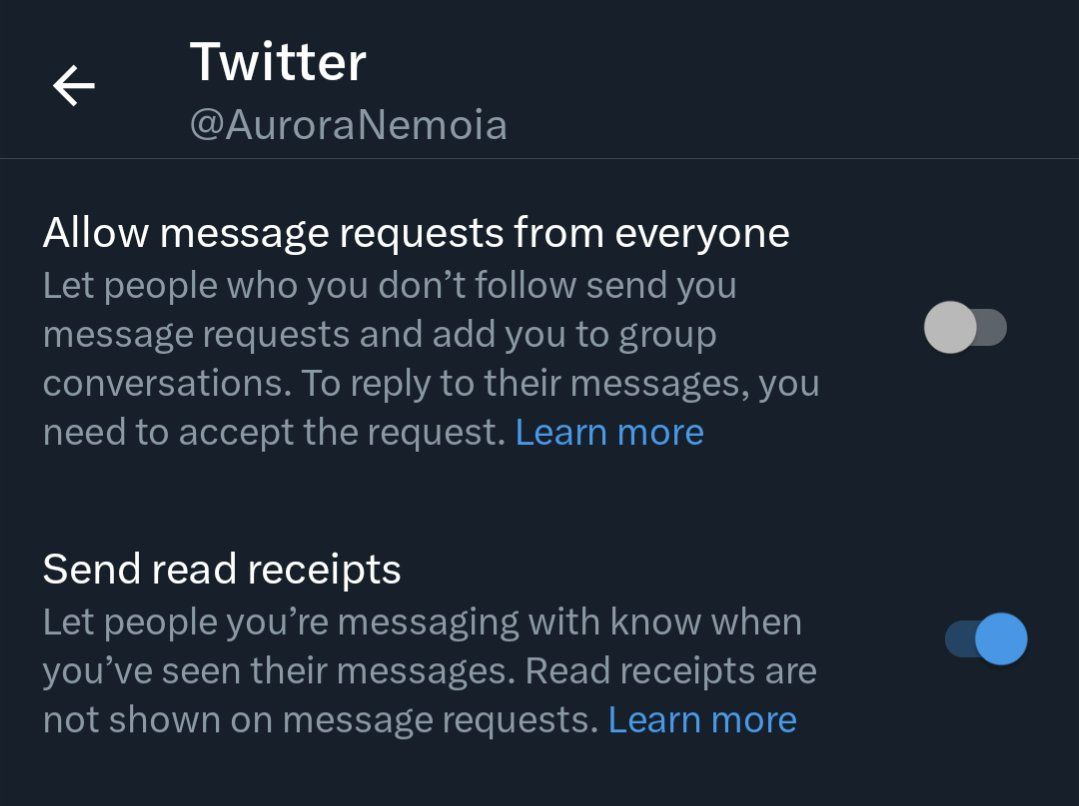 Twitter
@AuroraNemoia
Allow message requests from everyone
Let people who you don’t follow send you
message requests and add you to group
conversations. To reply to their messages, you
need to accept the request. Learn more
Send read receipts
Let people you’re messaging with know when
you’ve seen their messages. Read receipts are
not shown on message requests. Learn more